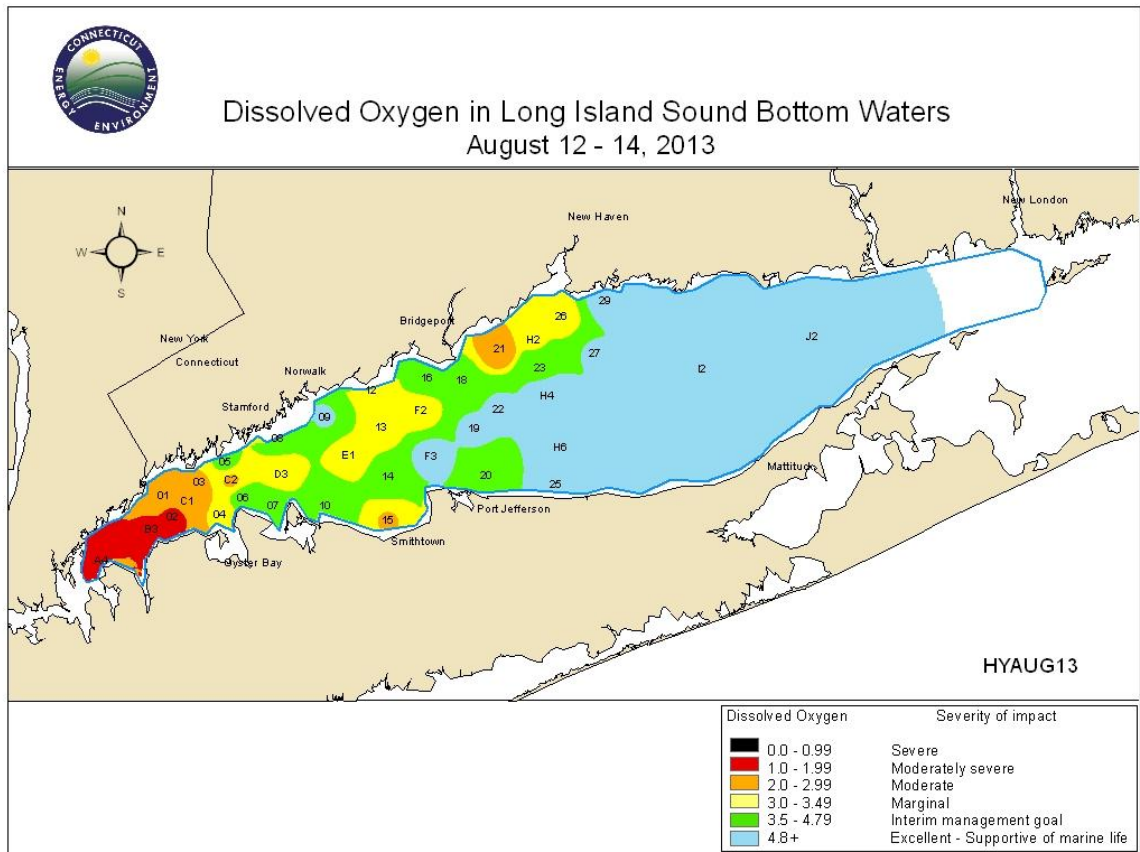 CONNECTICUT
ENERGY ENVIRONMENT
Dissolved Oxygen in Long Island Sound Bottom Waters
August 12 - 14, 2013
New London
New Haven
N
W E
S
29
26
Bridgeport
J2
New York
H2
21
27
Connecticut
23
I2
Norwalk
16
18
12
H4
Stamford
F2
22
09
13
19
08
H6
E1
F3
05
Mattituck
D3
14
20
03
C2
25
01
C1
06
07
10
Port Jefferson
02
04
15
B3
Smithtown
A4
Oyster Bay
HYAUG13
Dissolved Oxygen Severity of impact
0.0 - 0.99 Severe
1.0 - 1.99 Moderately severe
2.0 - 2.99 Moderate
3.0 - 3.49 Marginal
3.5 - 4.79 Interim management goal
4.8+ Excellent - Supportive of marine life